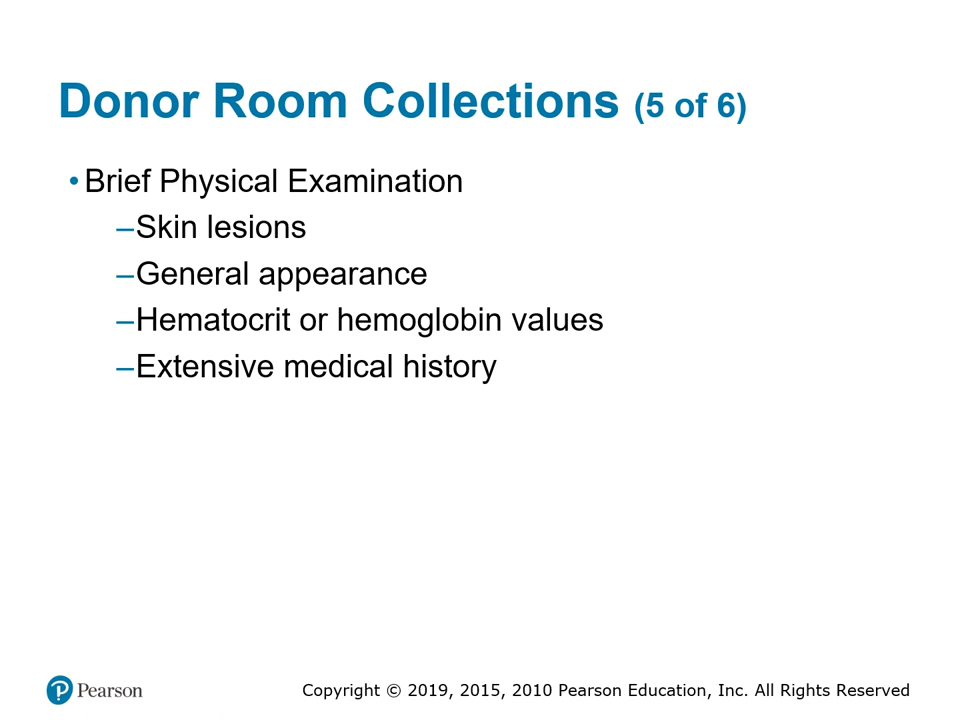 Donor Room Collections (5 of 6)
• Brief Physical Examination
–Skin lesions
–General appearance
–Hematocrit or hemoglobin values
–Extensive medical history
Pearson
Copyright © 2019, 2015, 2010 Pearson Education, Inc. All Rights Reserved